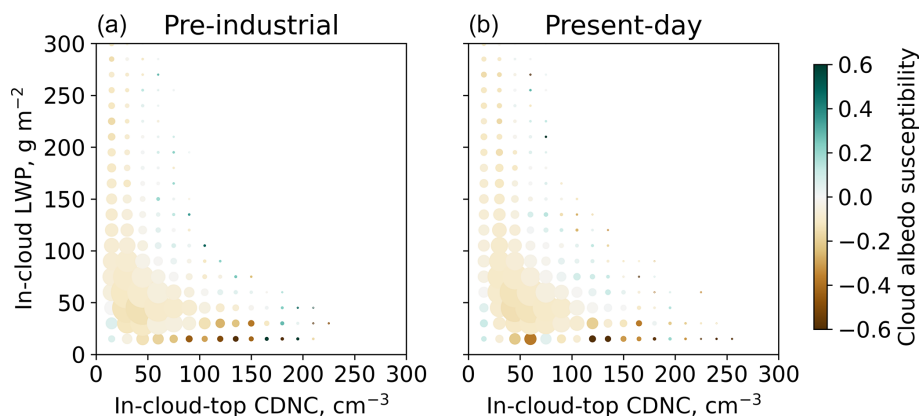 (a) Pre-industrial
(b) Present-day
300
250
200
150
100
50
0
In-cloud LWP, g m−2
0 50 100 150 200 250 300
0 50 100 150 200 250 300
In-cloud-top CDNC, cm−3
In-cloud-top CDNC, cm−3
0.6
0.4
0.2
0.0
−0.2
−0.4
−0.6
Cloud albedo susceptibility